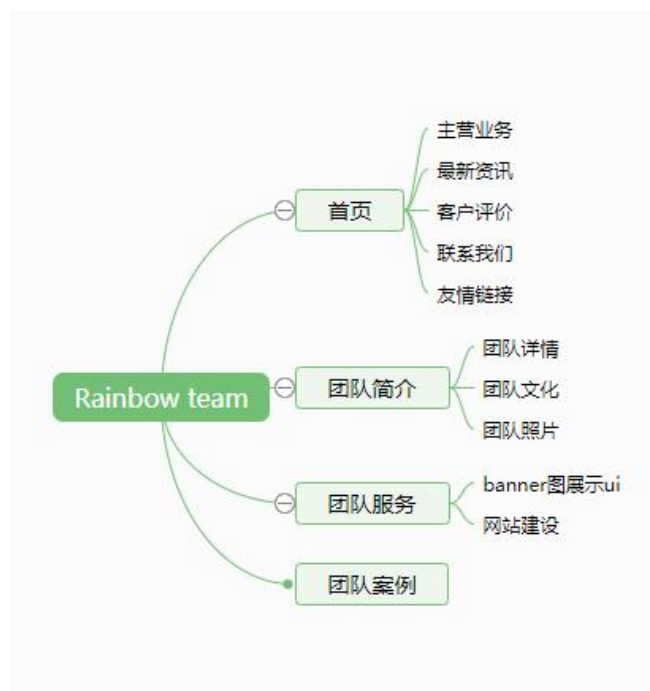 Rainbow team
首页
主营业务
最新资讯
客户评价
联系我们
友情链接
团队简介
团队详情
团队文化
团队照片
团队服务
banner图展示ui
网站建设
团队案例